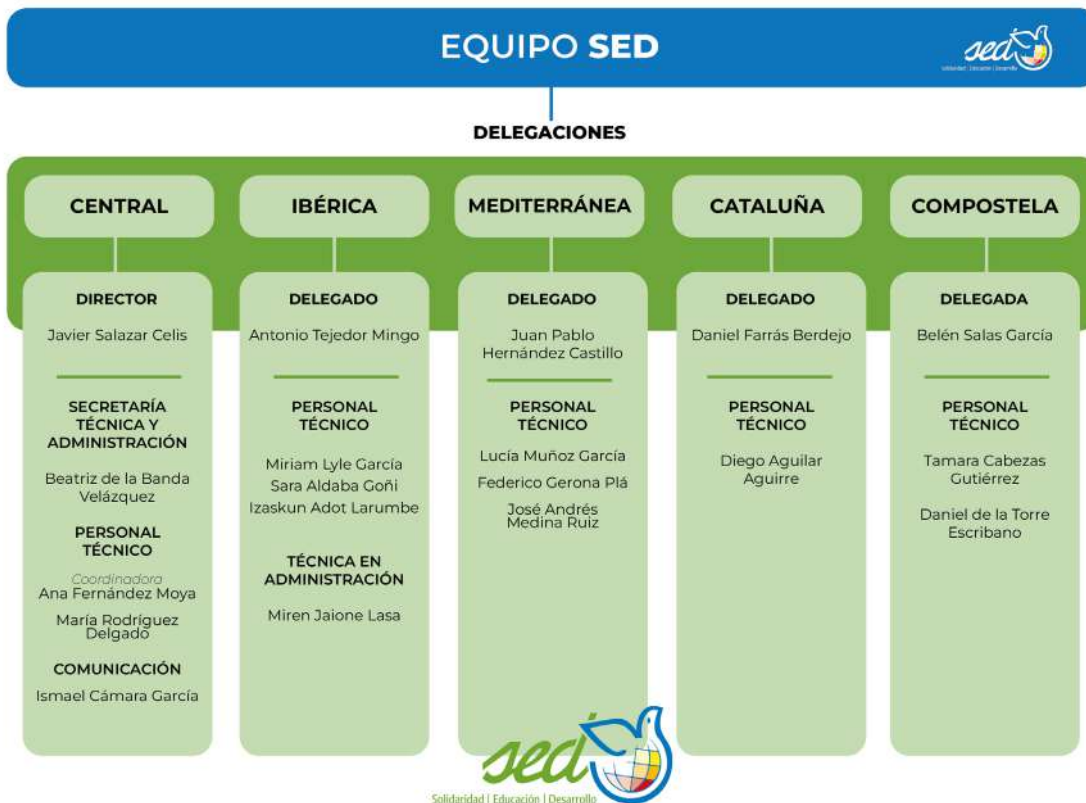 EQUIPO SED
sed
Solidaridad | Educación | Desarrollo
DELEGACIONES
CENTRAL
DIRECTOR
Javier Salazar Celis
SECRETARÍA
TÉCNICA Y
ADMINISTRACIÓN
Beatriz de la Banda
Velázquez
PERSONAL
TÉCNICO
Coordinadora
Ana Fernández Moya
María Rodríguez
Delgado
COMUNICACIÓN
Ismael Cámara García
IBÉRICA
DELEGADO
Antonio Tejedor Mingo
PERSONAL
TÉCNICO
Miriam Lyle García
Sara Aldaba Goñi
Izaskun Adot Larumbe
TÉCNICA EN
ADMINISTRACIÓN
Miren Jaione Lasa
MEDITERRÁNEA
DELEGADO
Juan Pablo
Hernández Castillo
PERSONAL
TÉCNICO
Lucía Muñoz García
Federico Gerona Plá
José Andrés
Medina Ruiz
CATALUÑA
DELEGADO
Daniel Farrás Berdejo
PERSONAL
TÉCNICO
Diego Aguilar
Aguirre
COMPOSTELA
DELEGADA
Belén Salas García
PERSONAL
TÉCNICO
Tamara Cabezas
Gutiérrez
Daniel de la Torre
Escribano
sed
Solidaridad | Educación | Desarrollo